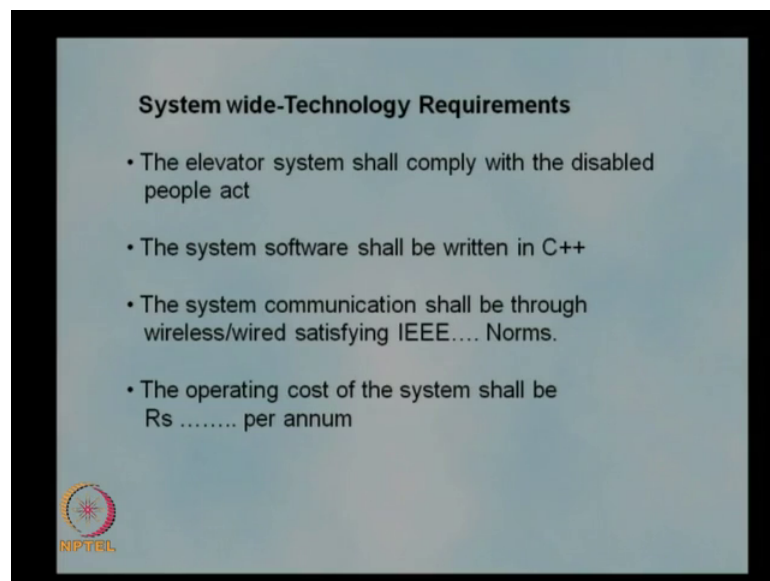 System wide-Technology Requirements
• The elevator system shall comply with the disabled
people act
• The system software shall be written in C++
• The system communication shall be through
wireless/wired satisfying IEEE.... Norms.
• The operating cost of the system shall be
Rs ........ per annum
NPTEL